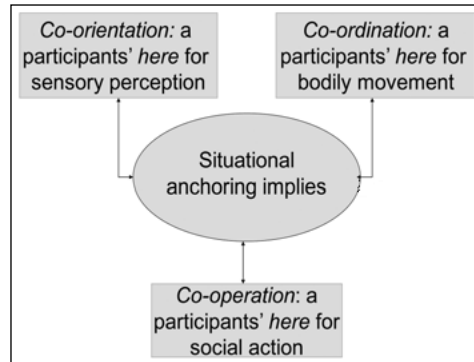 Co-orientation: a
participants’ here for
sensory perception
Co-ordination: a
participants’ here for
bodily movement
Situational
anchoring implies
Co-operation: a
participants’ here for
social action